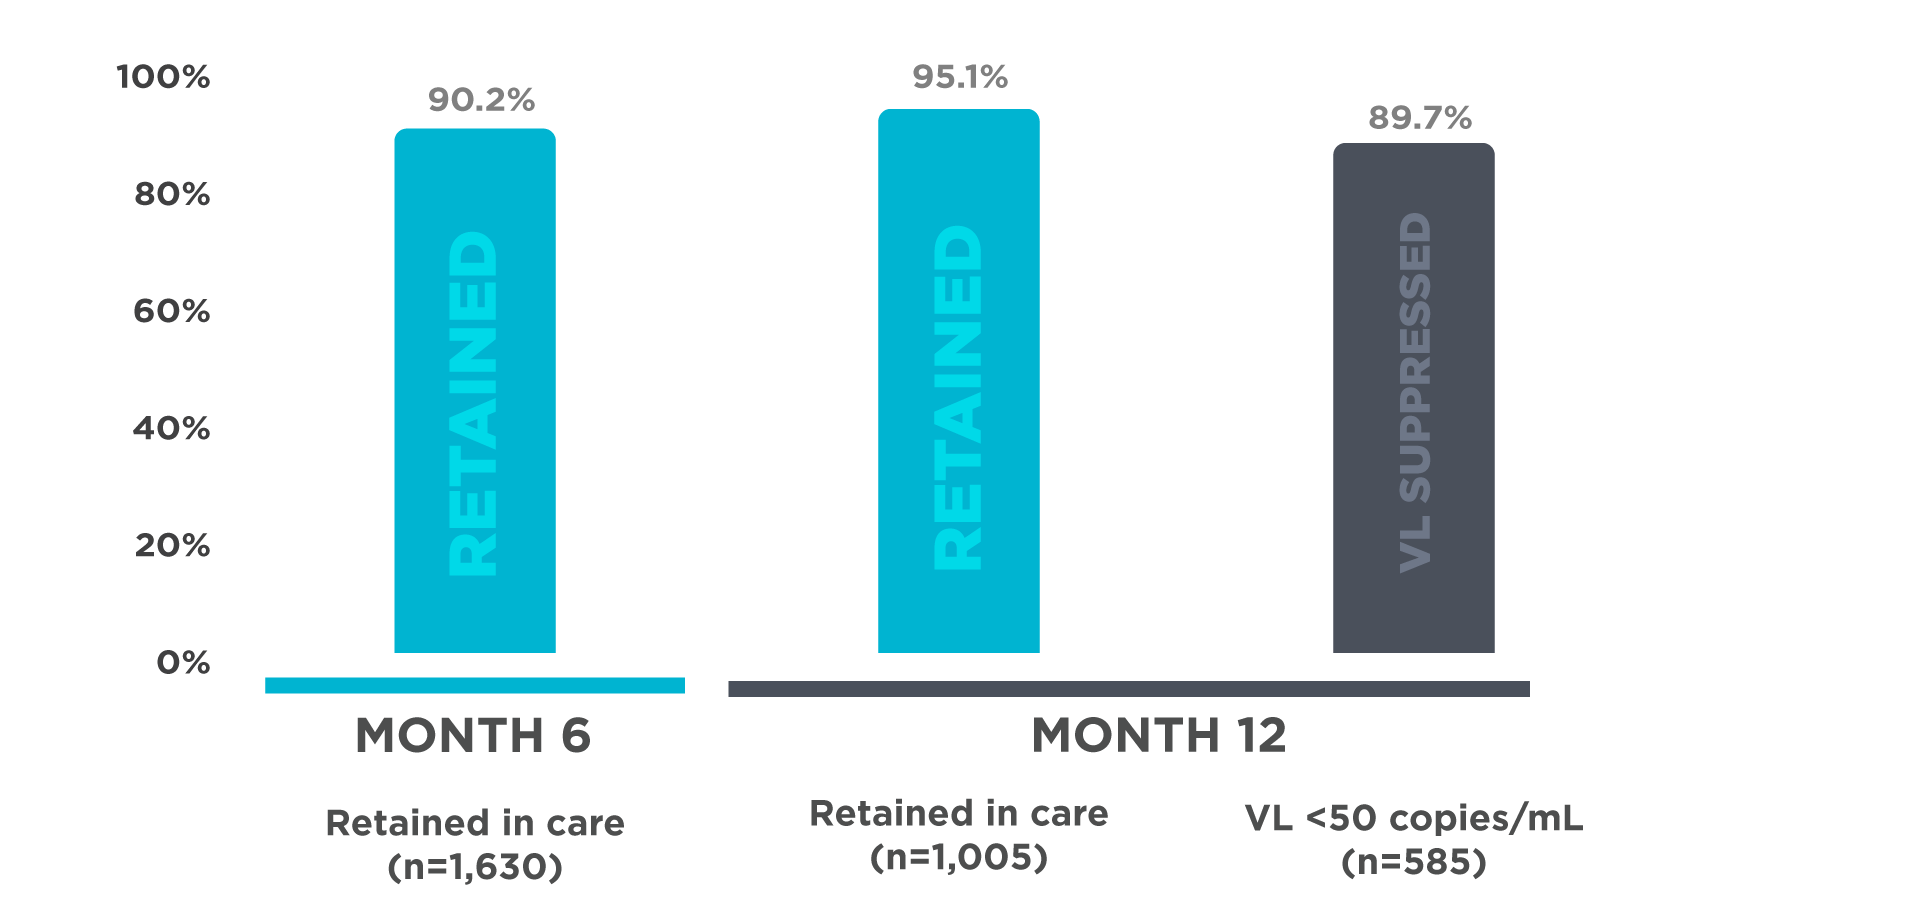 100%
80%
60%
40%
20%
0%
90.2%
RETAINED
95.1%
RETAINED
89.7%
VL SUPPRESSED
MONTH 6
Retained in care
(n=1,630)
MONTH 12
Retained in care
(n=1,005)
VL <50 copies/mL
(n=585)